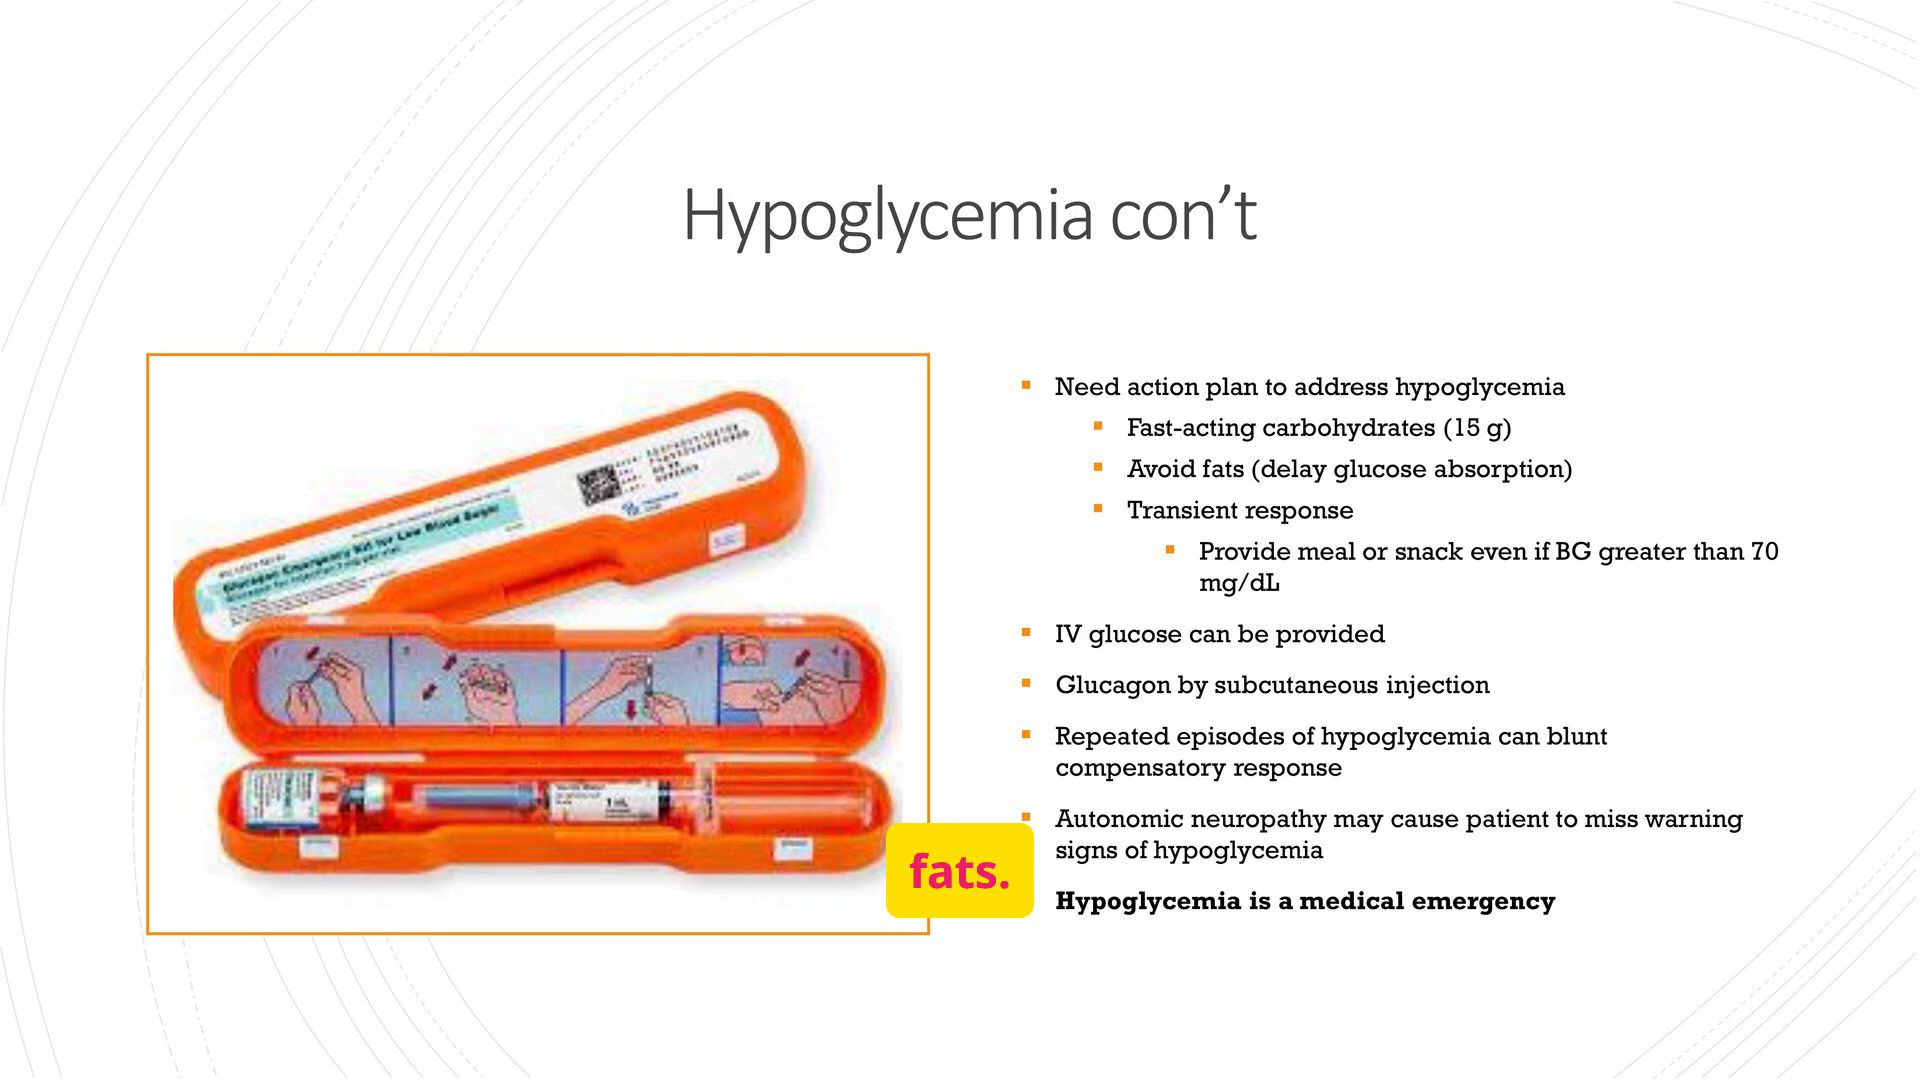 Hypoglycemia con’t
Need action plan to address hypoglycemia
Fast-acting carbohydrates (15 g)
Avoid fats (delay glucose absorption)
Transient response
Provide meal or snack even if BG greater than 70
mg/dL
IV glucose can be provided
Glucagon by subcutaneous injection
Repeated episodes of hypoglycemia can blunt
compensatory response
Autonomic neuropathy may cause patient to miss warning
signs of hypoglycemia
Hypoglycemia is a medical emergency
Glucagon Emergency Kit for Low Blood Sugar
1 mL
fats.